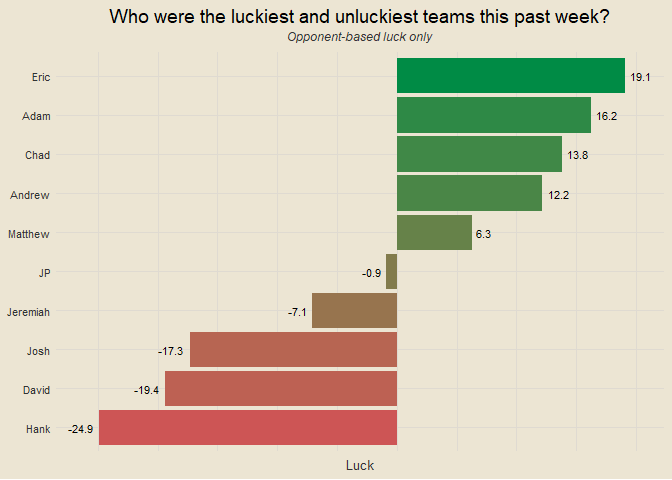 Who were the luckiest and unluckiest teams this past week?
Opponent-based luck only
Eric 19.1
Adam 16.2
Chad 13.8
Andrew 12.2
Matthew 6.3
JP -0.9
Jeremiah -7.1
Josh -17.3
David -19.4
Hank -24.9
Luck